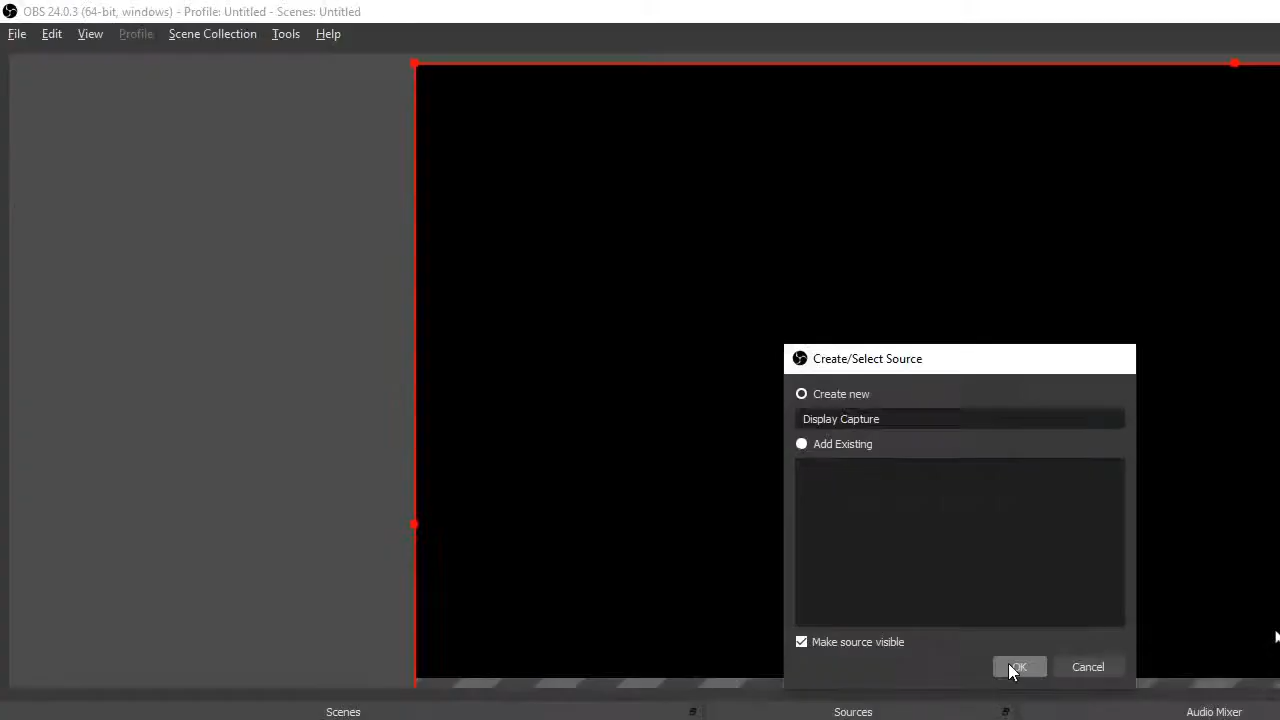 OBS 24.0.3 (64-bit, windows) - Profile: Untitled - Scenes: Untitled
File Edit View Profile Scene Collection Tools Help
Create/Select Source
Create new
Display Capture
Add Existing
Make source visible
OK Cancel
Scenes Sources Audio Mixer